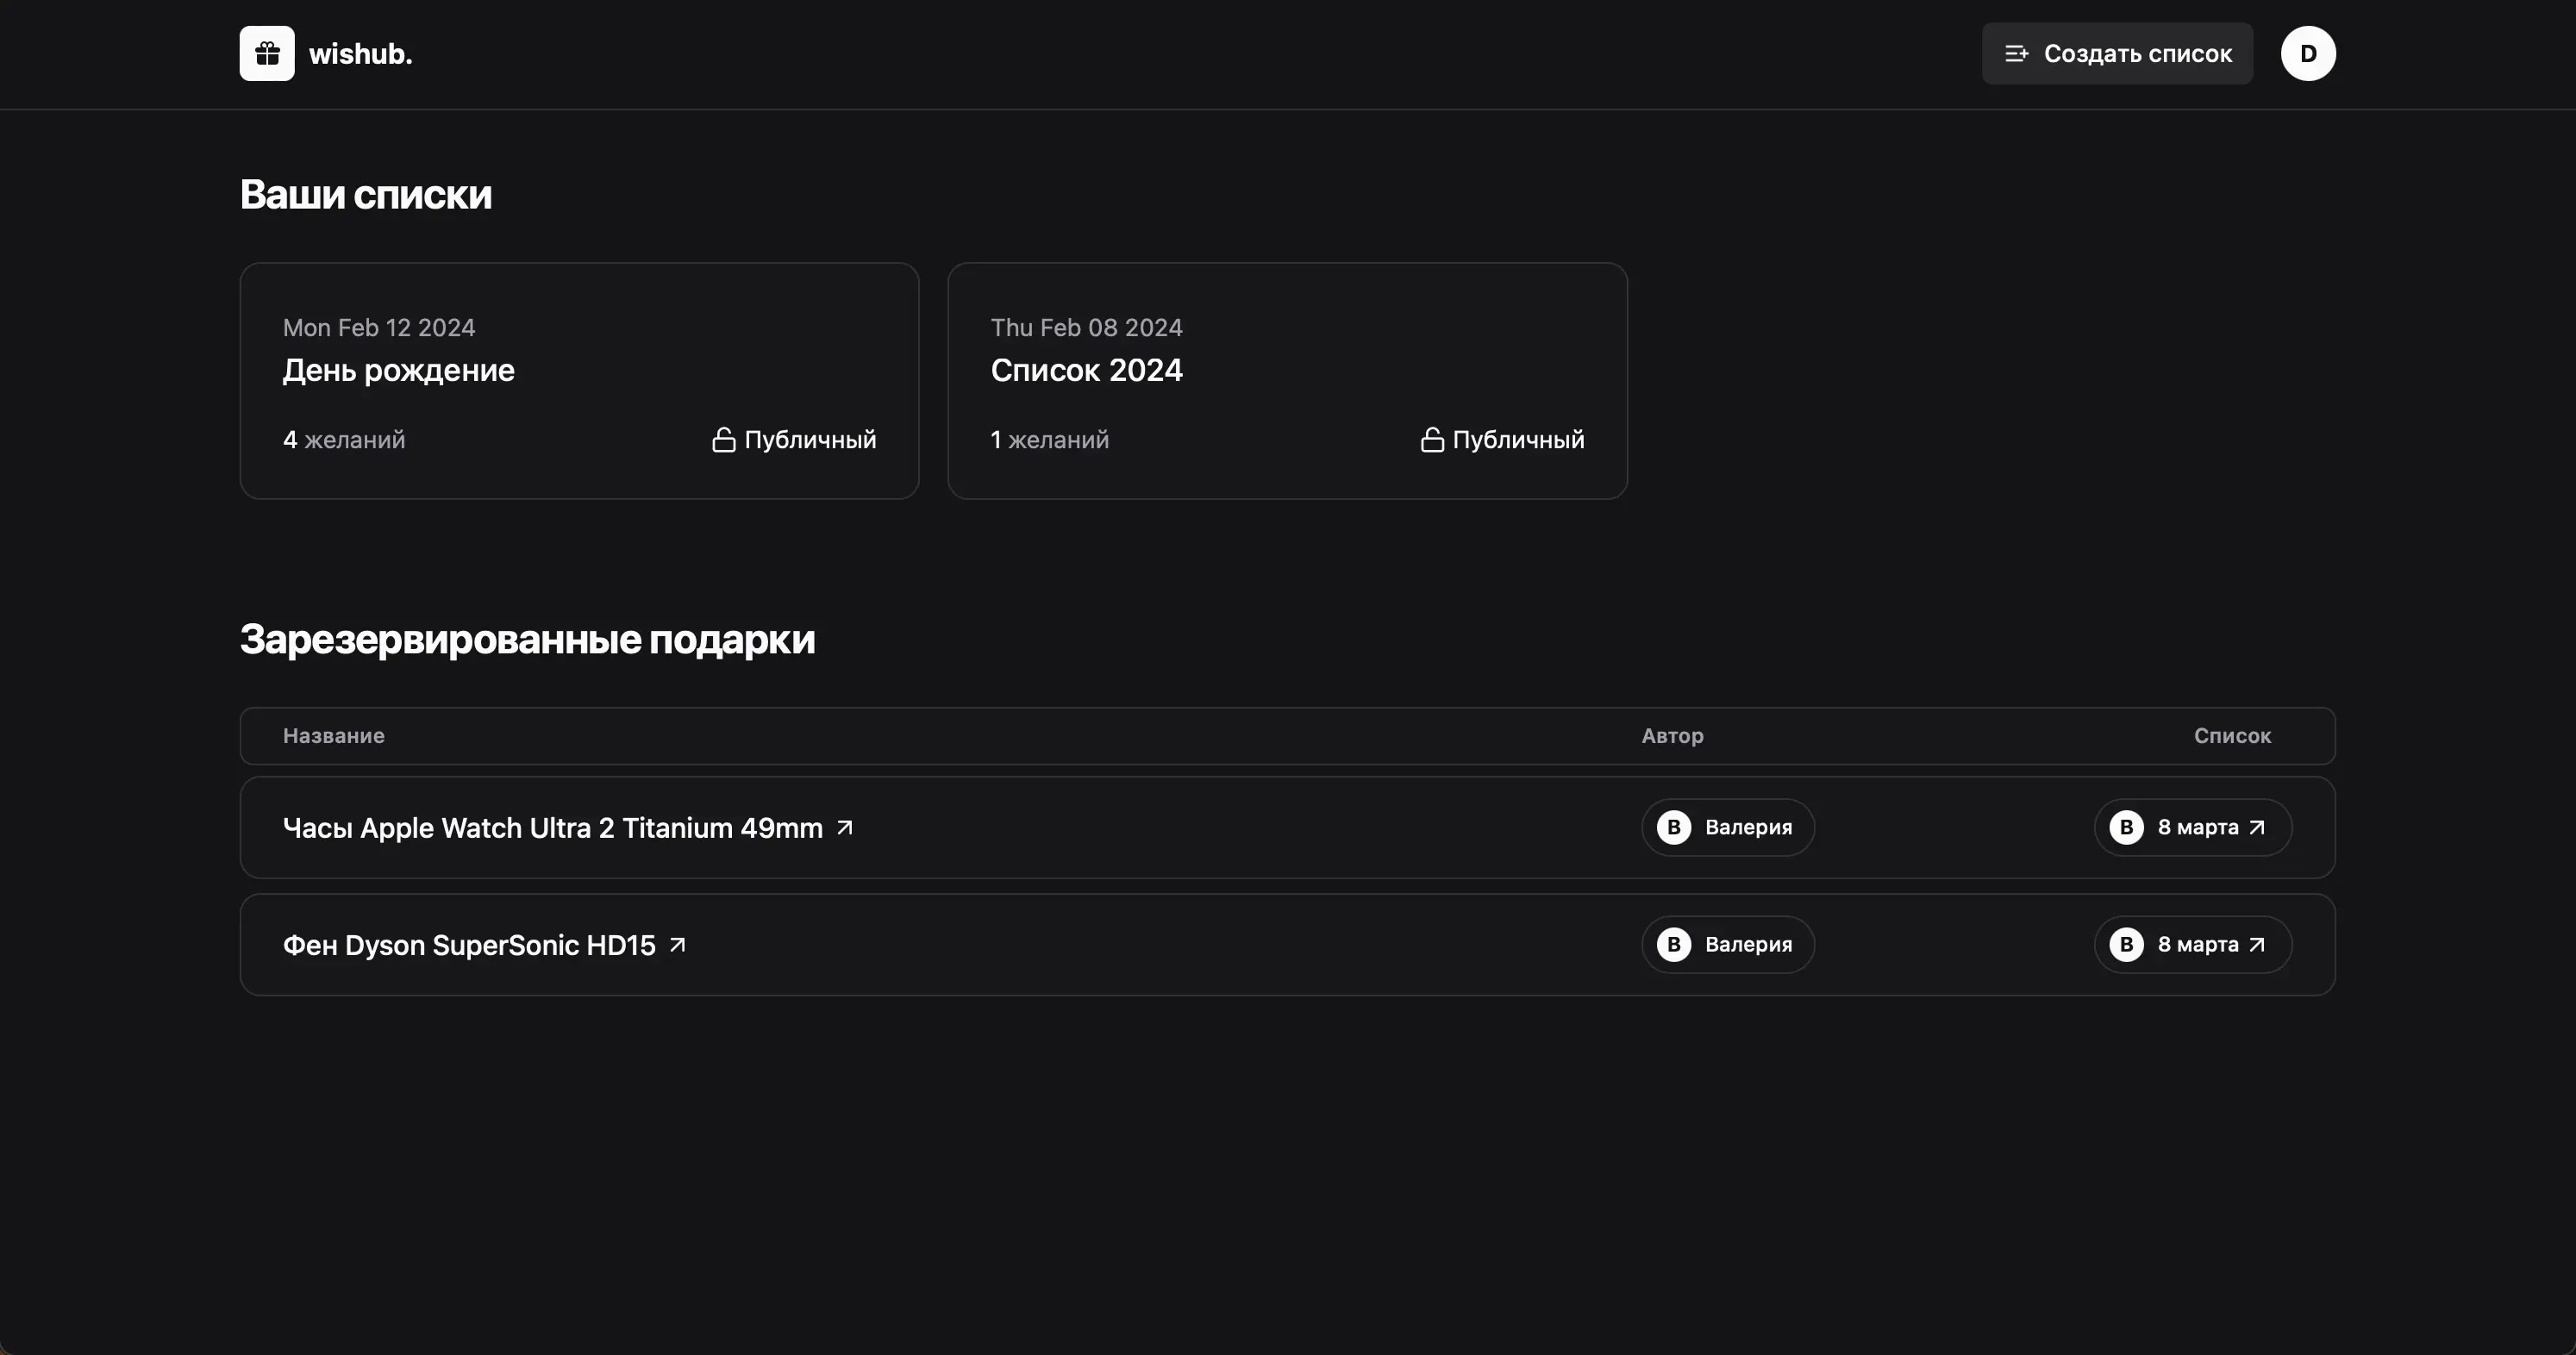 wishub.
Создать список
D
Ваши списки
Mon Feb 12 2024
День рождение
4 желаний
Публичный
Thu Feb 08 2024
Список 2024
1 желаний
Публичный
Зарезервированные подарки
Название
Автор
Список
Часы Apple Watch Ultra 2 Titanium 49mm
В Валерия
В 8 марта
Фен Dyson SuperSonic HD15
В Валерия
В 8 марта